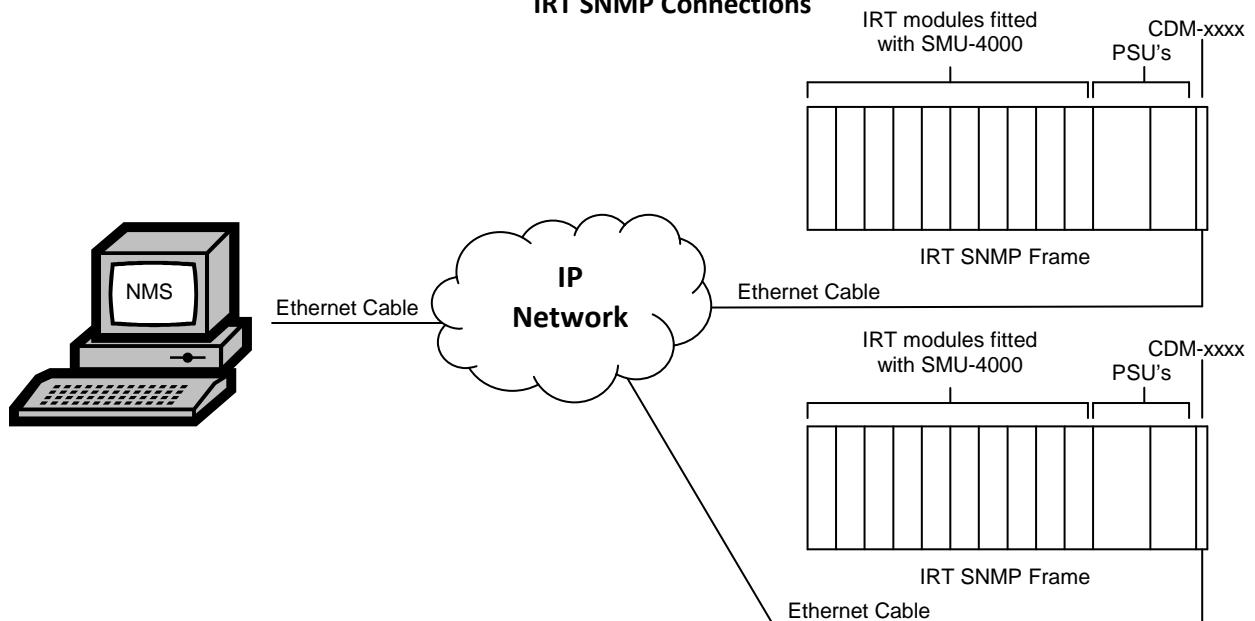 IRT SNMP Connections
IRT modules fitted
with SMU-4000
PSU's
CDM-xxxx
IRT SNMP Frame
NMS
Ethernet Cable
IP
Network
Ethernet Cable
IRT modules fitted
with SMU-4000
PSU's
CDM-xxxx
IRT SNMP Frame
Ethernet Cable